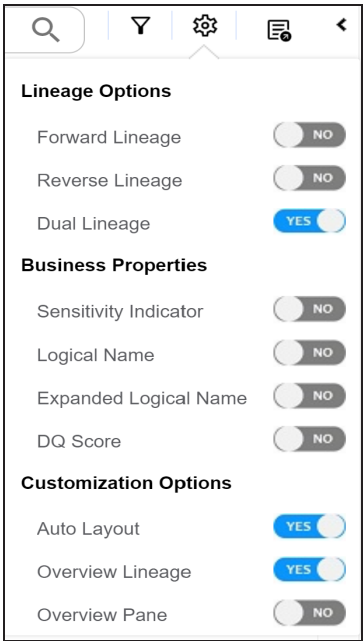 Lineage Options
Forward Lineage NO
Reverse Lineage NO
Dual Lineage YES
Business Properties
Sensitivity Indicator NO
Logical Name NO
Expanded Logical Name NO
DQ Score NO
Customization Options
Auto Layout YES
Overview Lineage YES
Overview Pane NO